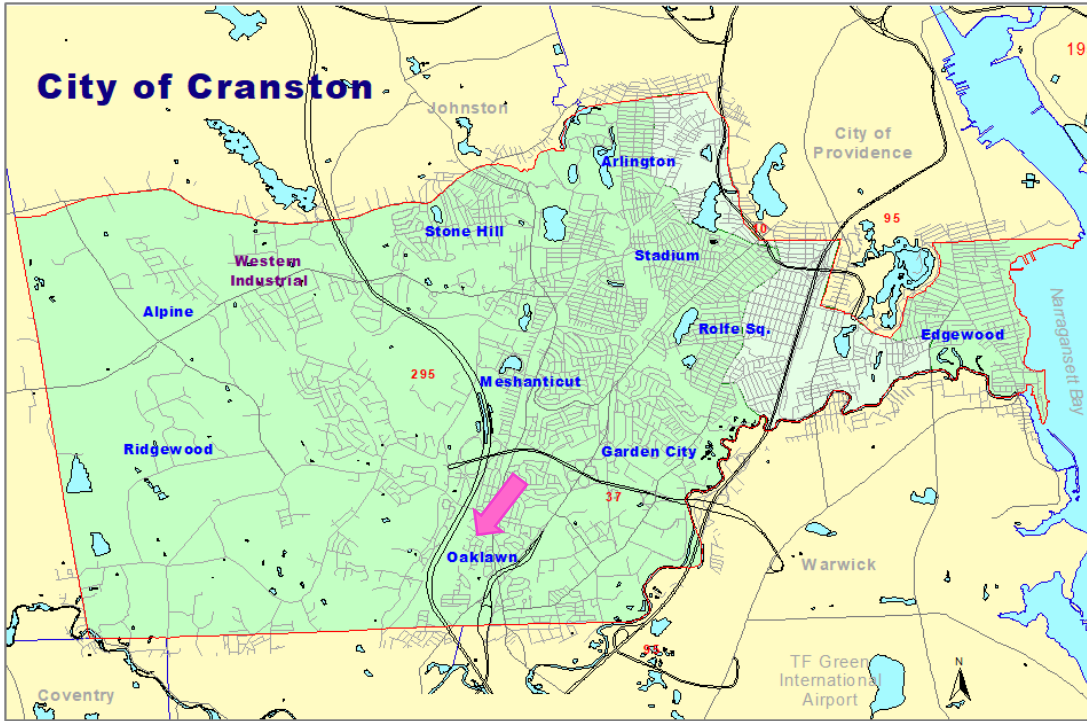 City of Cranston
19
Johnston
City of
Providence
Arlington
95
10
Stone Hill
Stadium
Western
Industrial
Alpine
Rolfe Sq.
Edgewood
Narragansett Bay
295
Meshanticut
Ridgewood
Garden City
37
Oaklawn
Warwick
TF Green
International
Airport
N
Coventry